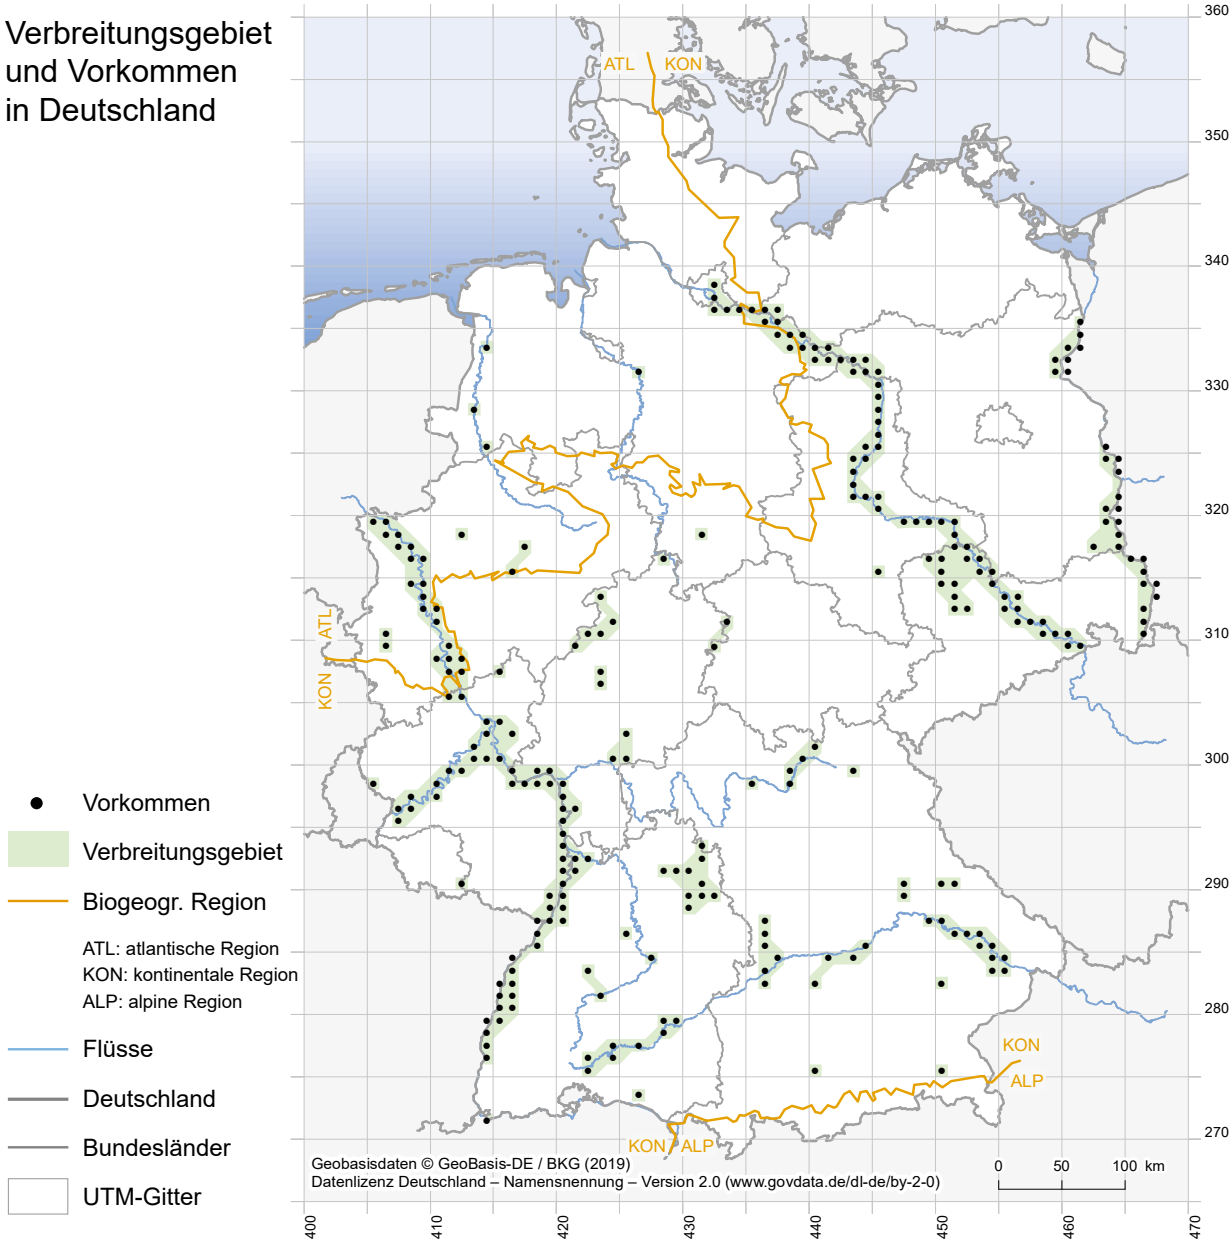 Verbreitungsgebiet
und Vorkommen
in Deutschland
ATL
KON
360
350
340
330
320
310
300
290
280
270
ATL
KON
Vorkommen
Verbreitungsgebiet
Biogeogr. Region
ATL: atlantische Region
KON: kontinentale Region
ALP: alpine Region
Flüsse
Deutschland
Bundesländer
UTM-Gitter
KON
ALP
KON
ALP
Geobasisdaten © GeoBasis-DE / BKG (2019)
Datenlizenz Deutschland – Namensnennung – Version 2.0 (www.govdata.de/dl-de/by-2-0)
0 50 100 km
400 410 420 430 440 450 460 470